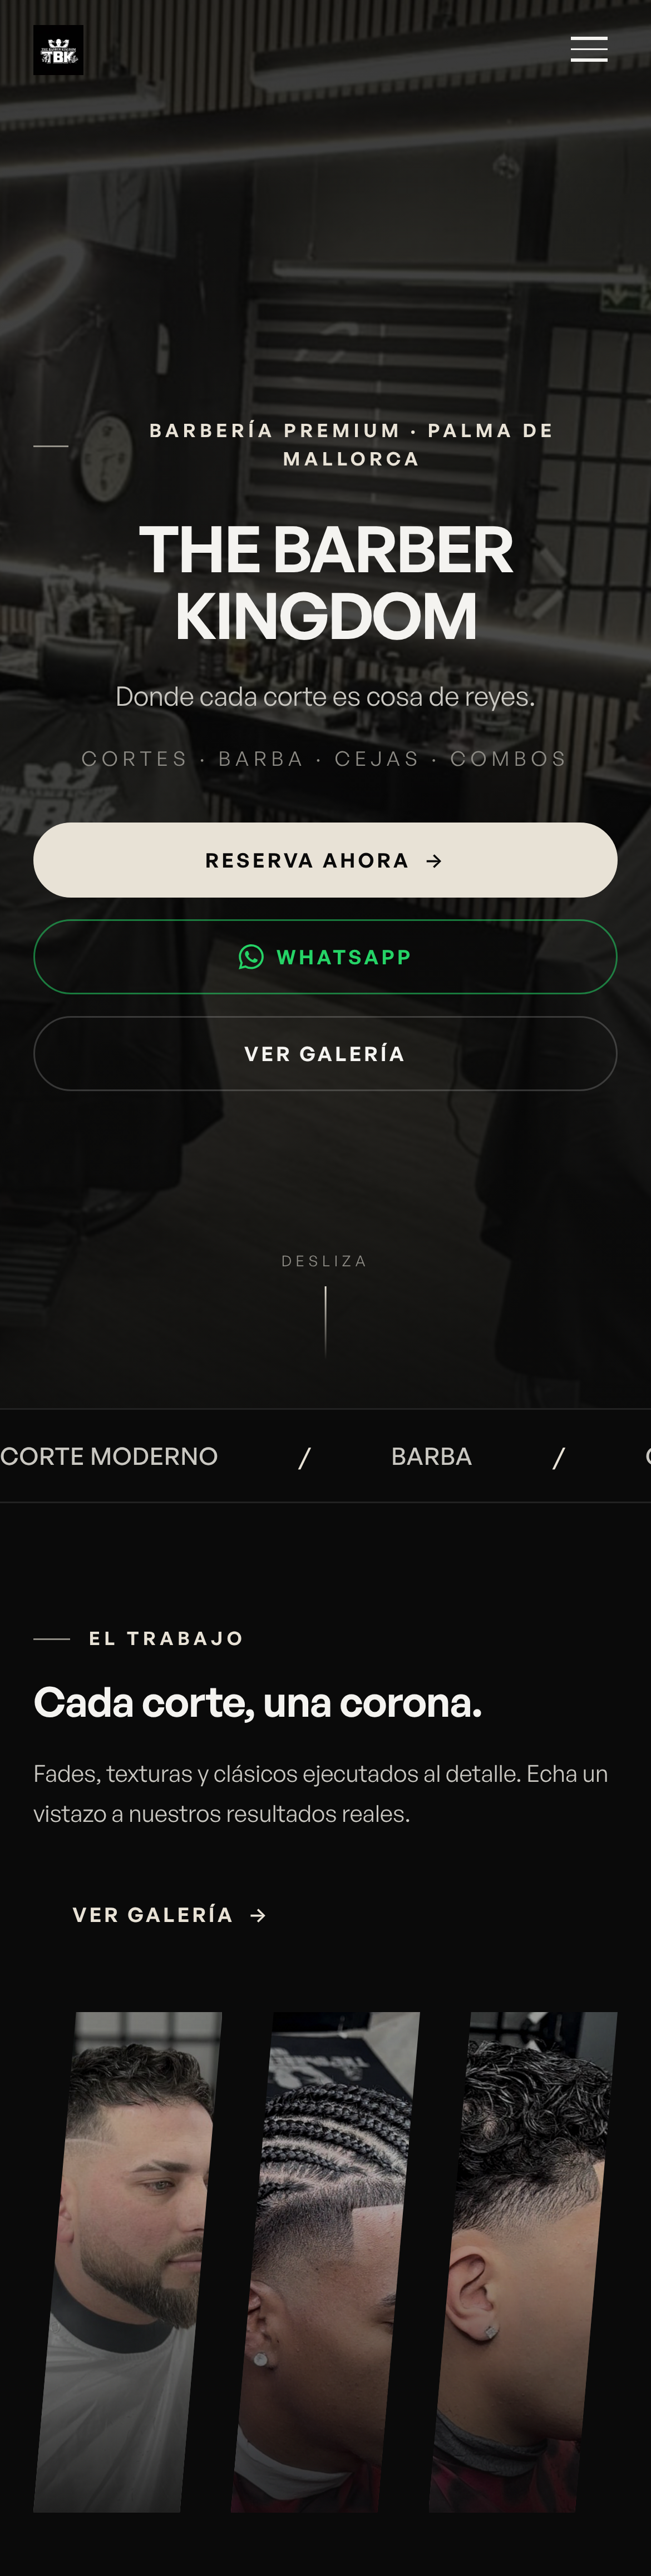 TBK
BARBERÍA PREMIUM · PALMA DE
MALLORCA
THE BARBER
KINGDOM
Donde cada corte es cosa de reyes.
CORTES · BARBA · CEJAS · COMBOS
RESERVA AHORA →
WHATSAPP
VER GALERÍA
DESLIZA
CORTE MODERNO / BARBA /
EL TRABAJO
Cada corte, una corona.
Fades, texturas y clásicos ejecutados al detalle. Echa un
vistazo a nuestros resultados reales.
VER GALERÍA →